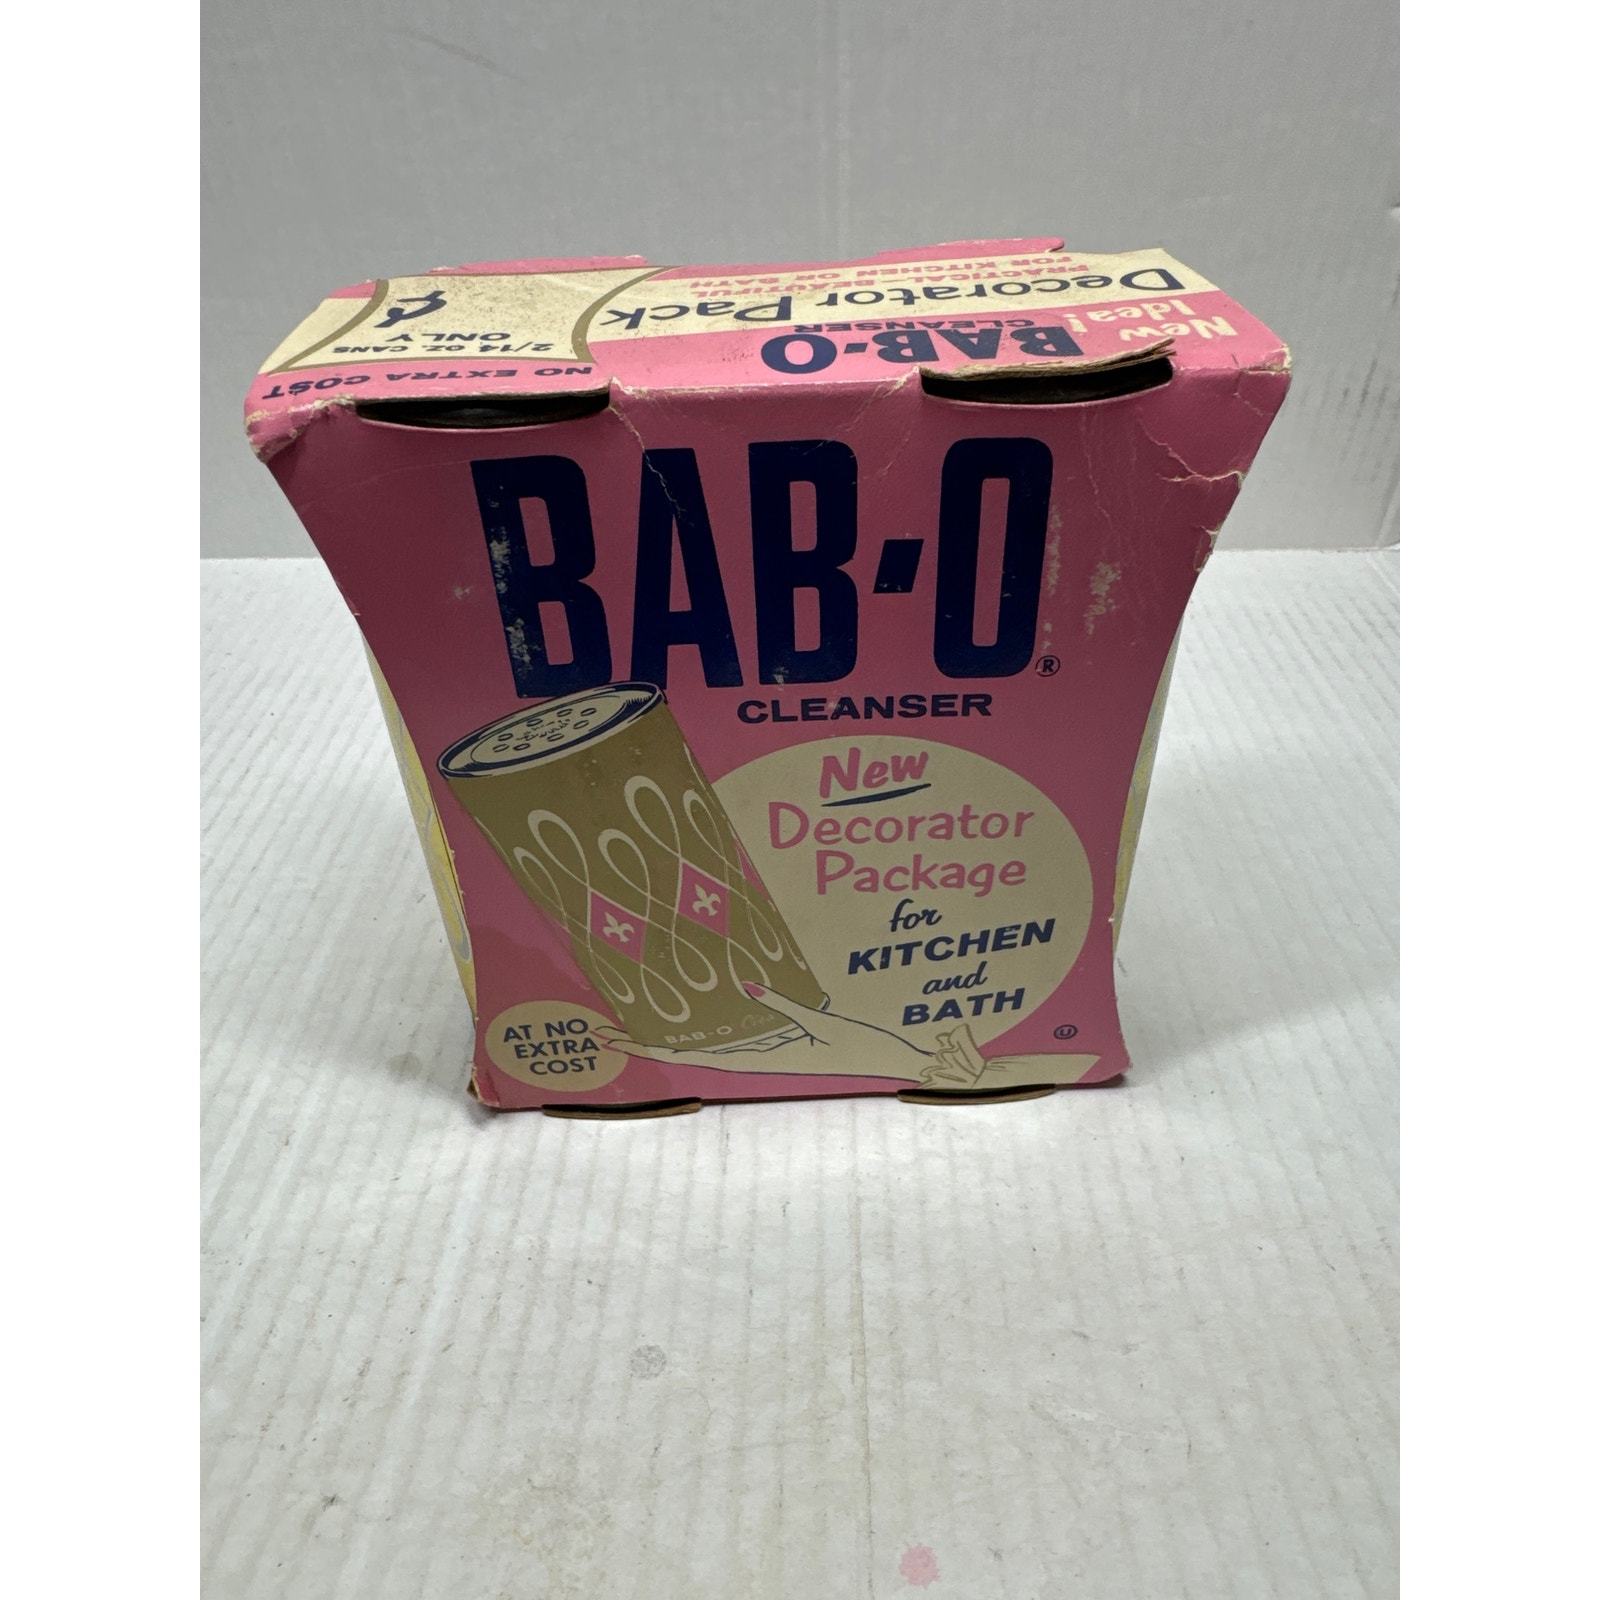 New
Idea!
BAB-O
CLEANSER
Decorator Pack
PRACTICAL-BEAUTIFUL
FOR KITCHEN OR BATH
NO EXTRA COST
2/14 OZ. CANS
ONLY
¢
BAB-O®
CLEANSER
New
Decorator
Package
for
KITCHEN
and
BATH
AT NO
EXTRA
COST
BAB-O
U